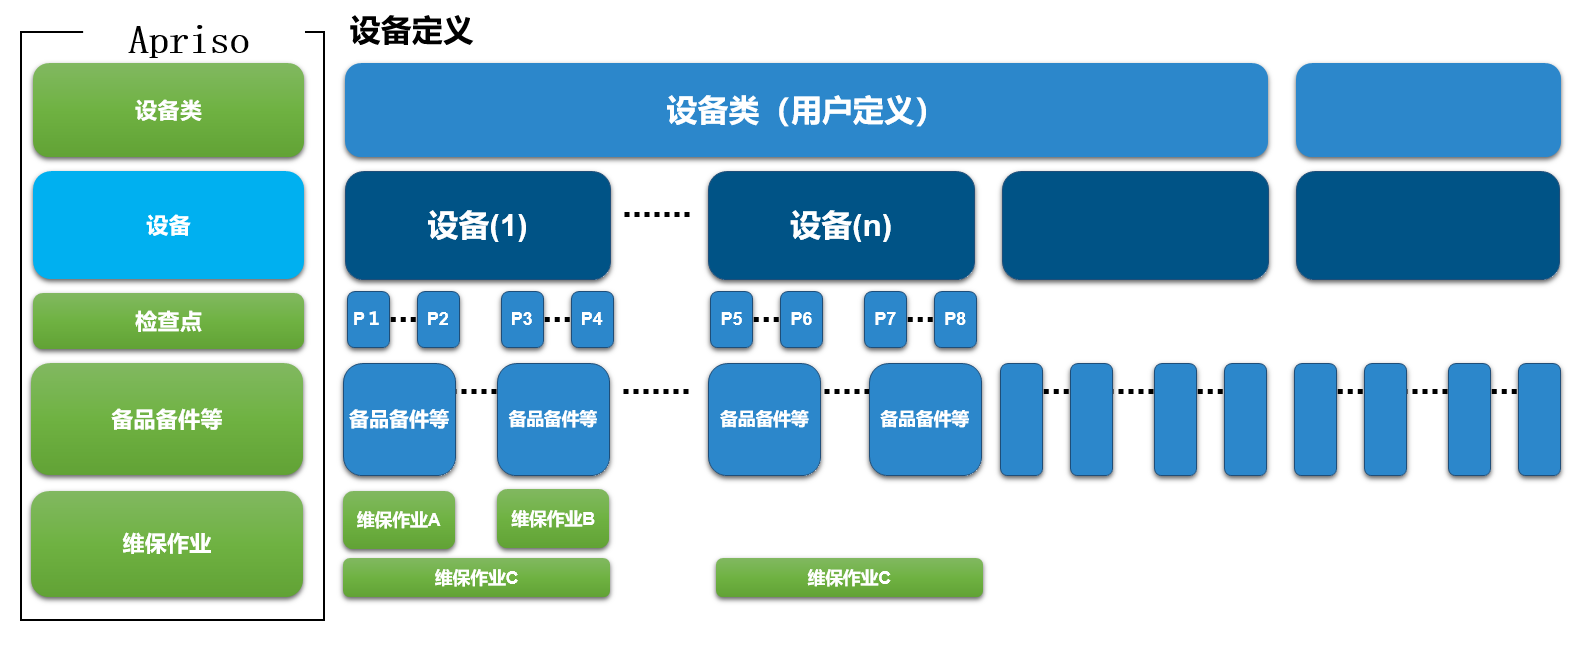 Apriso
设备定义
设备类
设备类（用户定义）
设备
设备(1)
.......
设备(n)
检查点
P 1
...
P2
P3
...
P4
P5
...
P6
P7
...
P8
备品备件等
备品备件等
.....
备品备件等
.......
备品备件等
.....
备品备件等
...
.....
...
...
.....
...
维保作业
维保作业A
维保作业B
维保作业C
维保作业C